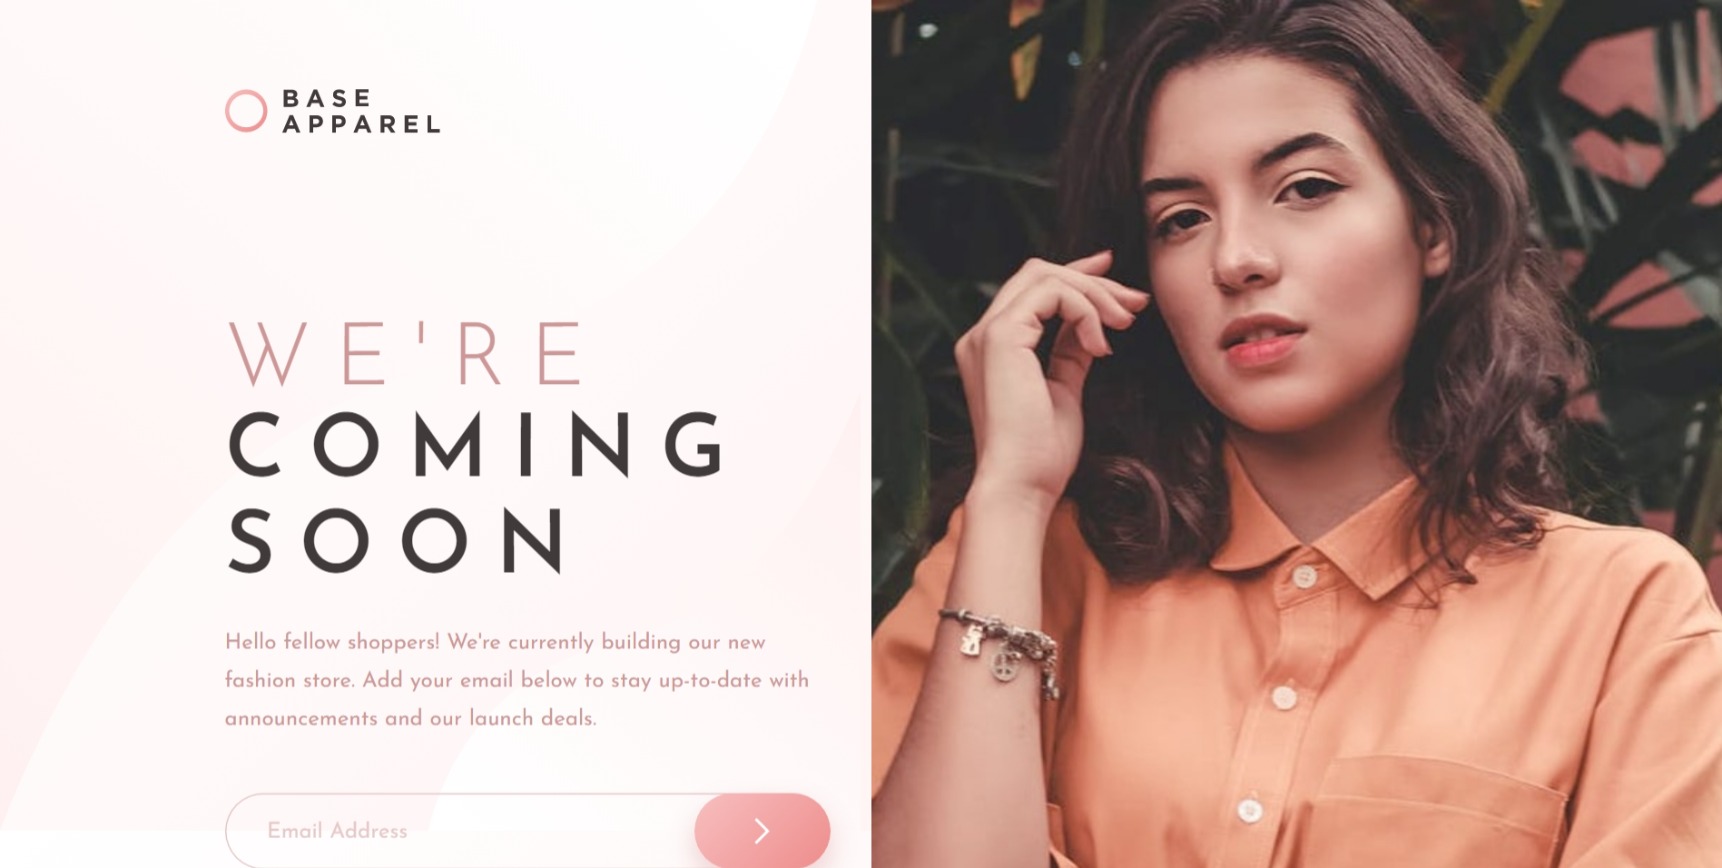 BASE
APPAREL
WE'RE
COMING
SOON
Hello fellow shoppers! We're currently building our new
fashion store. Add your email below to stay up-to-date with
announcements and our launch deals.
Email Address